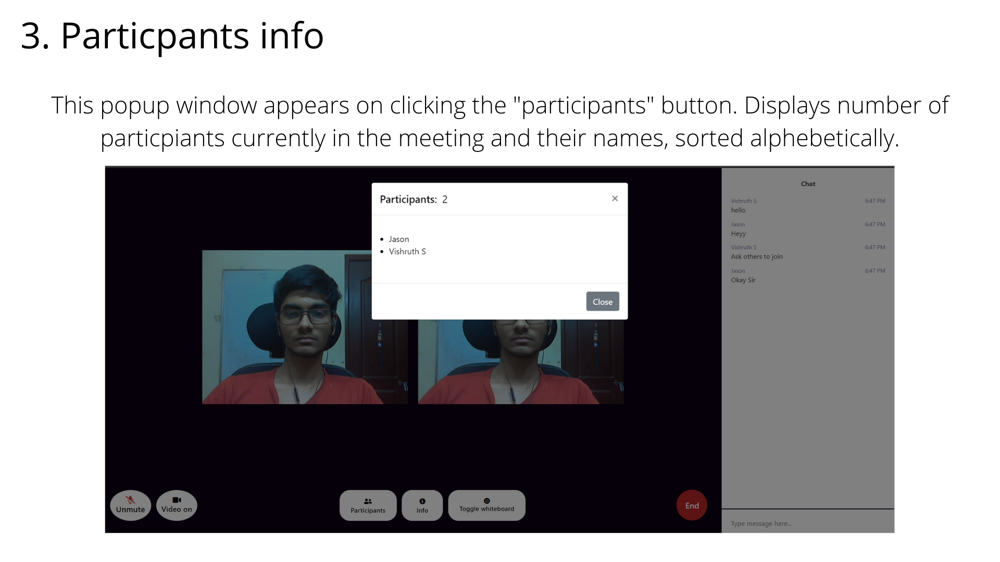 3. Particpants info
This popup window appears on clicking the "participants" button. Displays number of
particpiants currently in the meeting and their names, sorted alphebetically.
Participants: 2
×
Jason
Vishruth S
Close
Chat
Vishruth S 6:47 PM
hello
Jason 6:47 PM
Heyy
Vishruth S 6:47 PM
Ask others to join
Jason 6:47 PM
Okay Sir
Unmute
Video on
Participants
Info
Toggle whiteboard
End
Type message here...